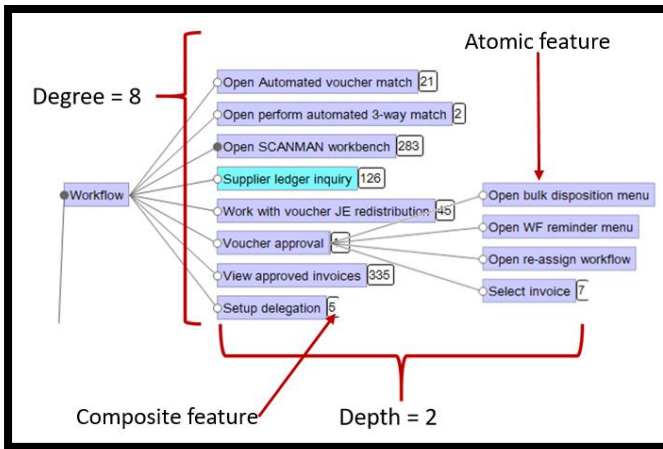 Atomic feature
Degree = 8
Open Automated voucher match 21
Open perform automated 3-way match 2
Open SCANMAN workbench 283
Supplier ledger inquiry 126
Workflow
Open bulk disposition menu
Work with voucher JE redistribution 45
Open WF reminder menu
Voucher approval 4
Open re-assign workflow
View approved invoices 335
Select invoice 7
Setup delegation 5
Composite feature
Depth = 2